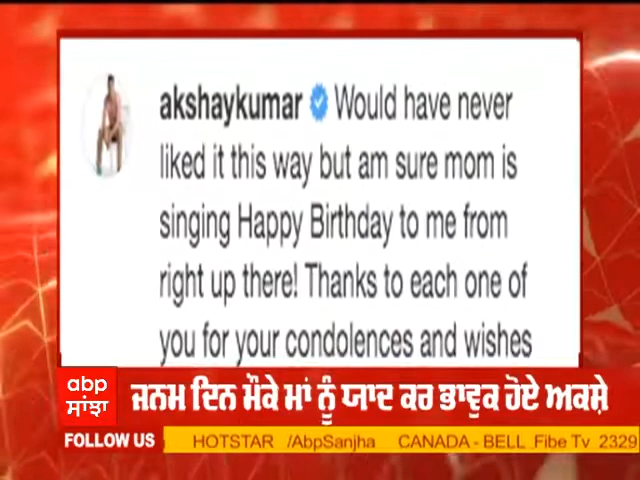 akshaykumar Would have never
liked it this way but am sure mom is
singing Happy Birthday to me from
right up there! Thanks to each one of
you for your condolences and wishes
abp
ਸਾਂਝਾ
ਜਨਮ ਦਿਨ ਮੌਕੇ ਮਾਂ ਨੂੰ ਯਾਦ ਕਰ ਭਾਵੁਕ ਹੋਏ ਅਕਸ਼ੇ
FOLLOW US HOTSTAR /AbpSanjha CANADA - BELL Fibe Tv 2329